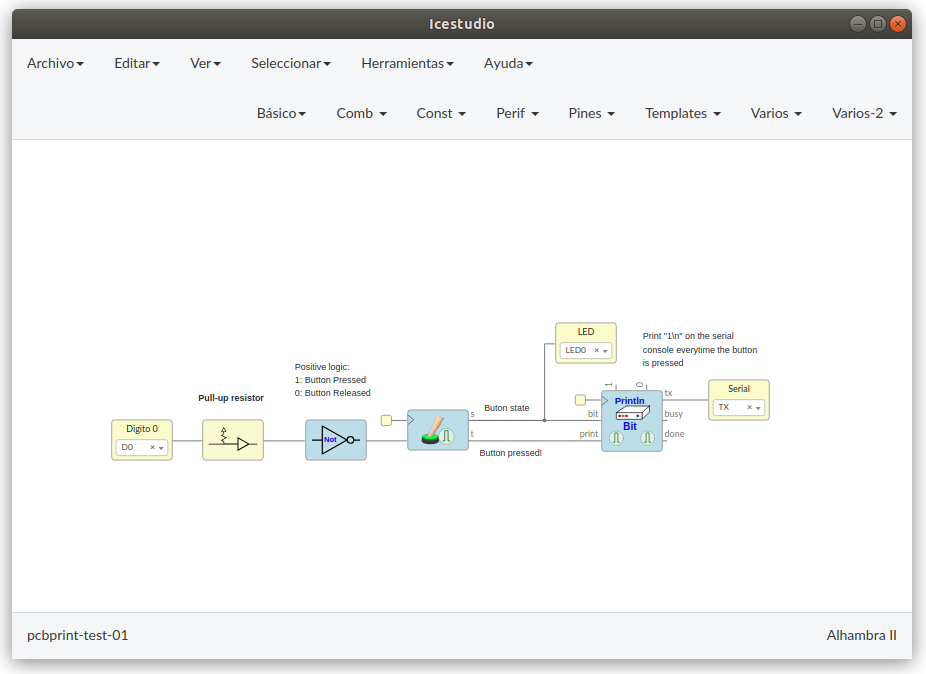 Icestudio
Archivo Editar Ver Seleccionar Herramientas Ayuda
Básico Comb Const Perif Pines Templates Varios Varios-2
LED
LED0 ×
Print "1\n" on the serial
console everytime the button
is pressed
Positive logic:
1: Button Pressed
0: Button Released
Pull-up resistor
Digito 0
D0 ×
Not
s
t
Buton state
Button pressed!
1 0
Println
Bit
bit
print
tx
busy
done
Serial
TX ×
pcbprint-test-01
Alhambra II